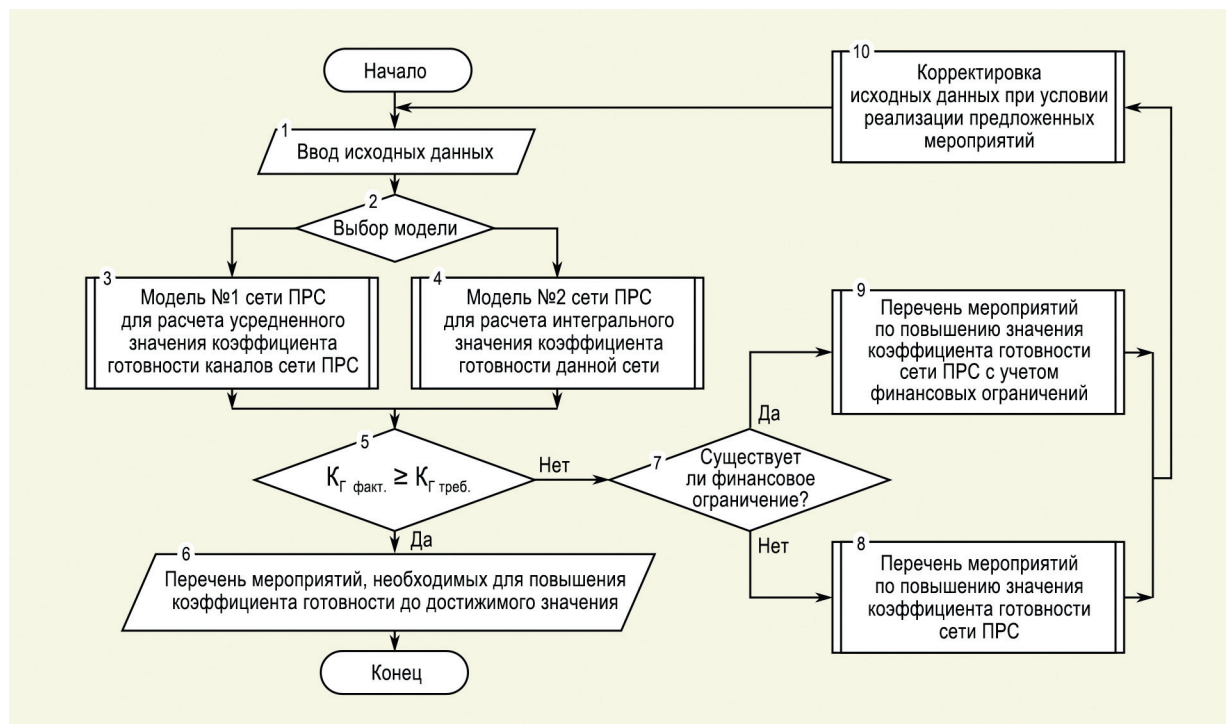 Начало
1
Ввод исходных данных
2
Выбор модели
3
Модель №1 сети ПРС
для расчета усредненного
значения коэффициента
готовности каналов сети ПРС
4
Модель №2 сети ПРС
для расчета интегрального
значения коэффициента
готовности данной сети
5
КГ факт. ≥ КГ треб.
Нет
Да
6
Перечень мероприятий, необходимых для повышения
коэффициента готовности до достижимого значения
Конец
7
Существует
ли финансовое
ограничение?
Да
Нет
8
Перечень мероприятий
по повышению значения
коэффициента готовности
сети ПРС
9
Перечень мероприятий
по повышению значения
коэффициента готовности
сети ПРС с учетом
финансовых ограничений
10
Корректировка
исходных данных при условии
реализации предложенных
мероприятий